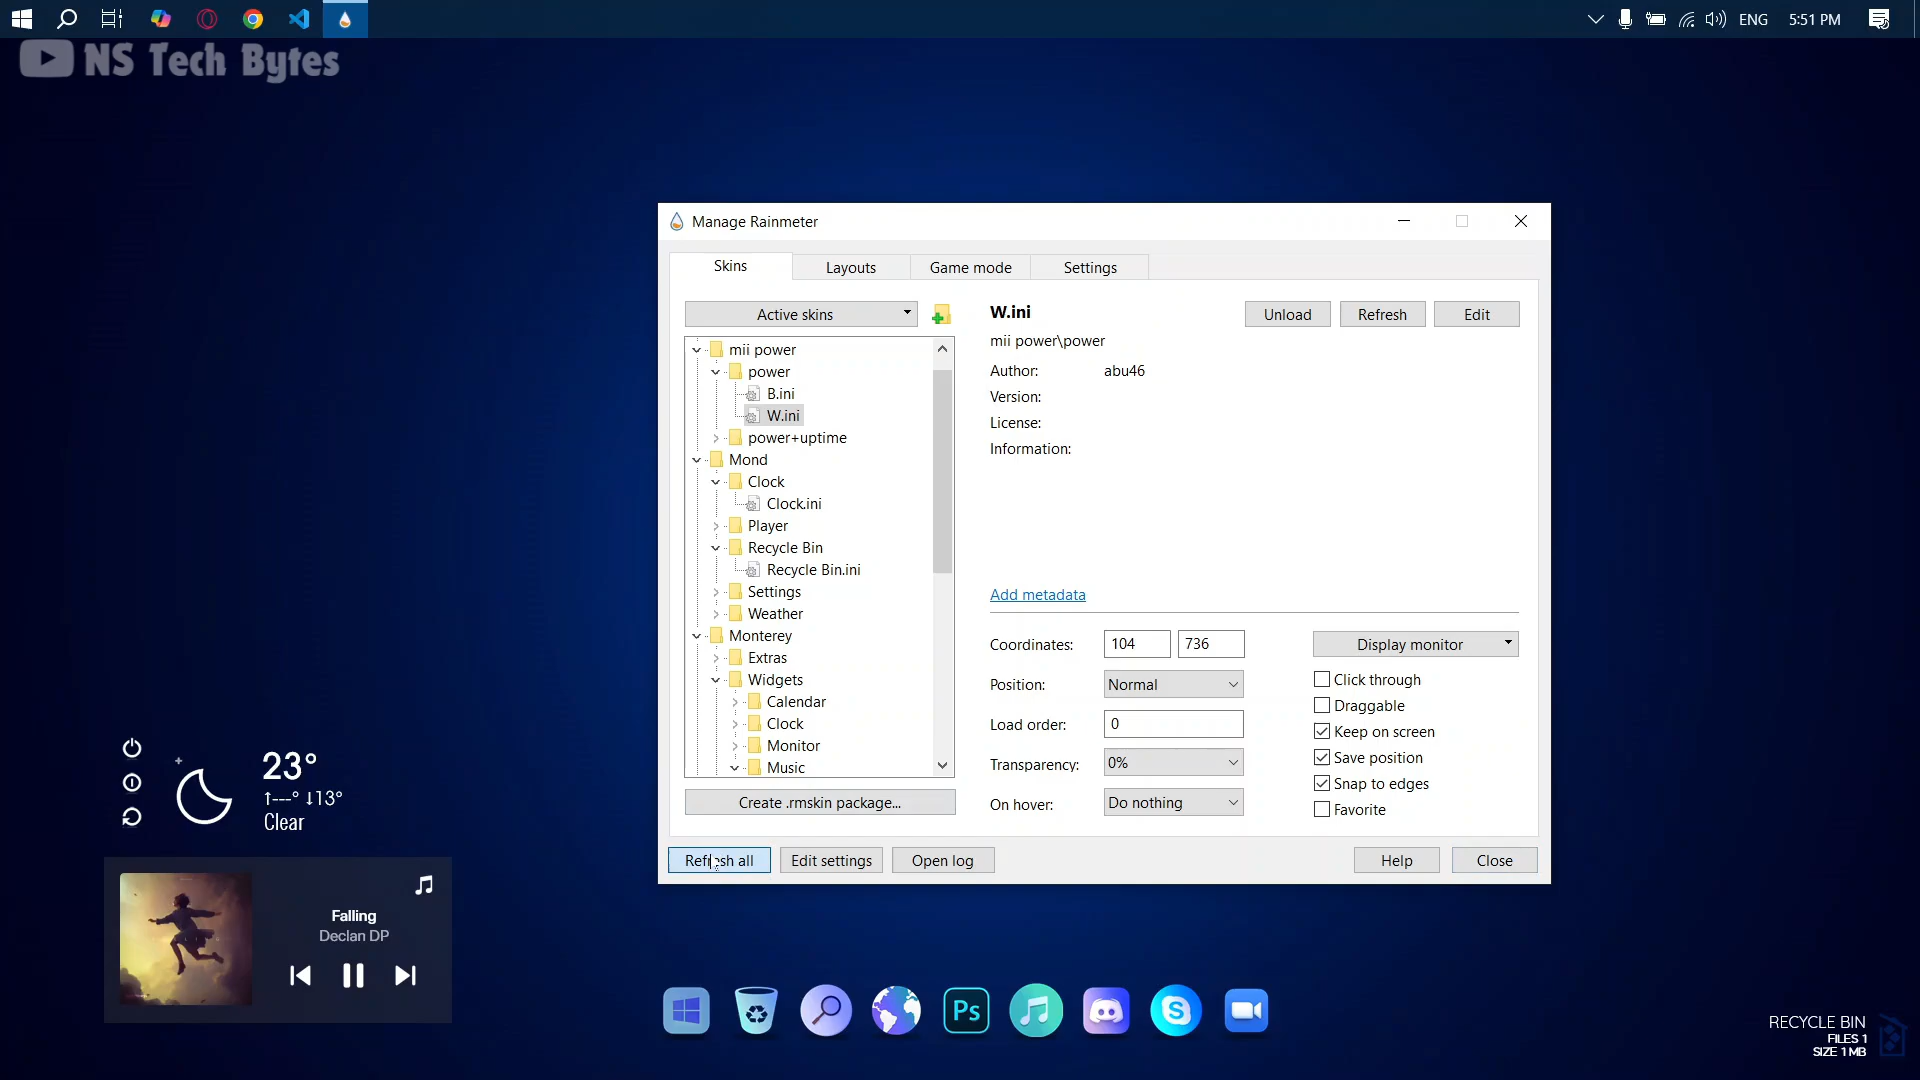 ENG
5:51 PM
NS Tech Bytes
Manage Rainmeter
Skins
Layouts
Game mode
Settings
Active skins
mii power
power
B.ini
W.ini
power+uptime
Mond
Clock
Clock.ini
Player
Recycle Bin
Recycle Bin.ini
Settings
Weather
Monterey
Extras
Widgets
Calendar
Clock
Monitor
Music
Create .rmskin package...
W.ini
Unload
Refresh
Edit
mii power\power
Author: abu46
Version:
License:
Information:
Add metadata
Coordinates: 104 736
Position: Normal
Load order: 0
Transparency: 0%
On hover: Do nothing
Display monitor
Click through
Draggable
Keep on screen
Save position
Snap to edges
Favorite
Refresh all
Edit settings
Open log
Help
Close
23°
↑---° ↓13°
Clear
Falling
Declan DP
Ps
RECYCLE BIN
FILES 1
SIZE 1 MB